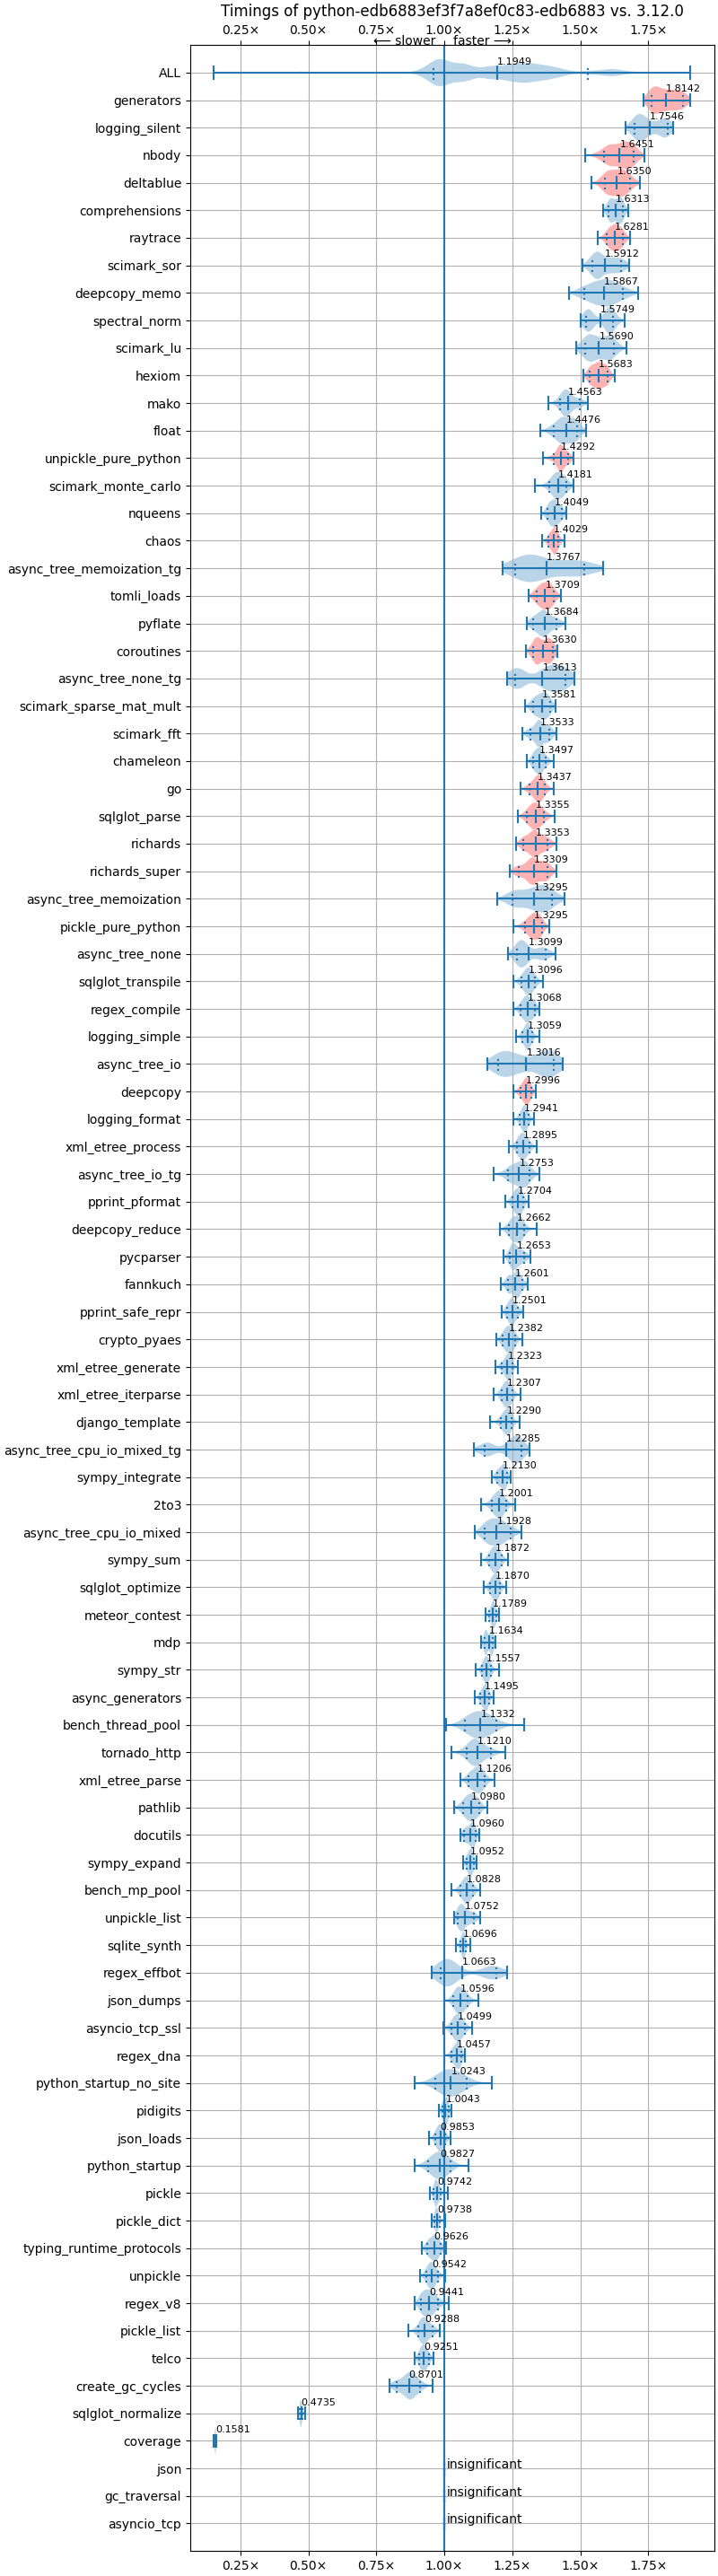 Timings of python-edb6883ef3f7a8ef0c83-edb6883 vs. 3.12.0
0.25× 0.50× 0.75× 1.00× 1.25× 1.50× 1.75×
⟵ slower faster ⟶
ALL 1.1949
generators 1.8142
logging_silent 1.7546
nbody 1.6451
deltablue 1.6350
comprehensions 1.6313
raytrace 1.6281
scimark_sor 1.5912
deepcopy_memo 1.5867
spectral_norm 1.5749
scimark_lu 1.5690
hexiom 1.5683
mako 1.4563
float 1.4476
unpickle_pure_python 1.4292
scimark_monte_carlo 1.4181
nqueens 1.4049
chaos 1.4029
async_tree_memoization_tg 1.3767
tomli_loads 1.3709
pyflate 1.3684
coroutines 1.3630
async_tree_none_tg 1.3613
scimark_sparse_mat_mult 1.3581
scimark_fft 1.3533
chameleon 1.3497
go 1.3437
sqlglot_parse 1.3355
richards 1.3353
richards_super 1.3309
async_tree_memoization 1.3295
pickle_pure_python 1.3295
async_tree_none 1.3099
sqlglot_transpile 1.3096
regex_compile 1.3068
logging_simple 1.3059
async_tree_io 1.3016
deepcopy 1.2996
logging_format 1.2941
xml_etree_process 1.2895
async_tree_io_tg 1.2753
pprint_pformat 1.2704
deepcopy_reduce 1.2662
pycparser 1.2653
fannkuch 1.2601
pprint_safe_repr 1.2501
crypto_pyaes 1.2382
xml_etree_generate 1.2323
xml_etree_iterparse 1.2307
django_template 1.2290
async_tree_cpu_io_mixed_tg 1.2285
sympy_integrate 1.2130
2to3 1.2001
async_tree_cpu_io_mixed 1.1928
sympy_sum 1.1872
sqlglot_optimize 1.1870
meteor_contest 1.1789
mdp 1.1634
sympy_str 1.1557
async_generators 1.1495
bench_thread_pool 1.1332
tornado_http 1.1210
xml_etree_parse 1.1206
pathlib 1.0980
docutils 1.0960
sympy_expand 1.0952
bench_mp_pool 1.0828
unpickle_list 1.0752
sqlite_synth 1.0696
regex_effbot 1.0663
json_dumps 1.0596
asyncio_tcp_ssl 1.0499
regex_dna 1.0457
python_startup_no_site 1.0243
pidigits 1.0043
json_loads 0.9853
python_startup 0.9827
pickle 0.9742
pickle_dict 0.9738
typing_runtime_protocols 0.9626
unpickle 0.9542
regex_v8 0.9441
pickle_list 0.9288
telco 0.9251
create_gc_cycles 0.8701
sqlglot_normalize 0.4735
coverage 0.1581
json insignificant
gc_traversal insignificant
asyncio_tcp insignificant
0.25× 0.50× 0.75× 1.00× 1.25× 1.50× 1.75×